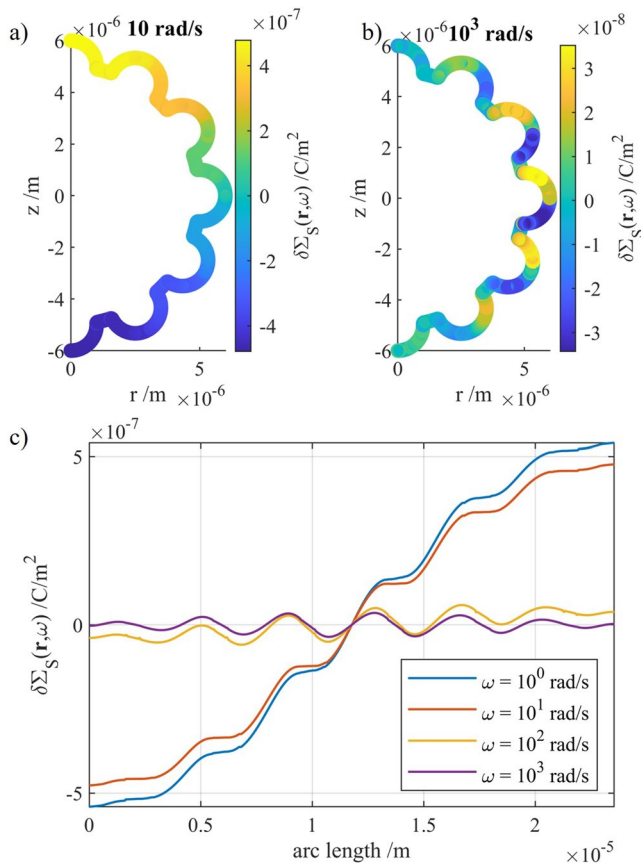 a)
10 rad/s
×10⁻⁶
×10⁻⁷
6
4
2
0
-2
-4
-6
z /m
0
5
r /m
×10⁻⁶
4
2
0
-2
-4
δΣ_S(r,ω) /C/m²
b)
10³ rad/s
×10⁻⁶
×10⁻⁸
6
4
2
0
-2
-4
-6
z /m
0
5
r /m
×10⁻⁶
3
2
1
0
-1
-2
-3
δΣ_S(r,ω) /C/m²
c)
×10⁻⁷
5
0
-5
δΣ_S(r,ω) /C/m²
ω = 10⁰ rad/s
ω = 10¹ rad/s
ω = 10² rad/s
ω = 10³ rad/s
0
0.5
1
1.5
2
arc length /m
×10⁻⁵